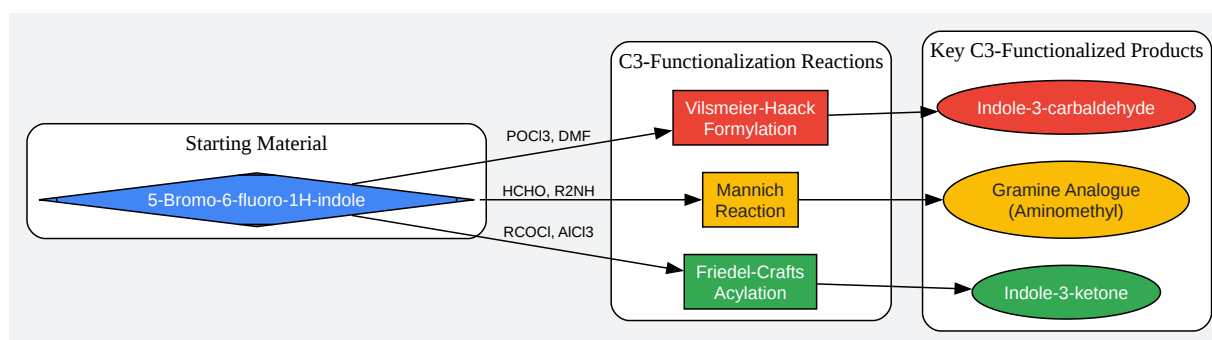 C3-Functionalization Reactions
Key C3-Functionalized Products
Starting Material
5-Bromo-6-fluoro-1H-indole
POCl3, DMF
HCHO, R2NH
RCOCl, AlCl3
Vilsmeier-Haack
Formylation
Mannich
Reaction
Friedel-Crafts
Acylation
Indole-3-carbaldehyde
Gramine Analogue
(Aminomethyl)
Indole-3-ketone